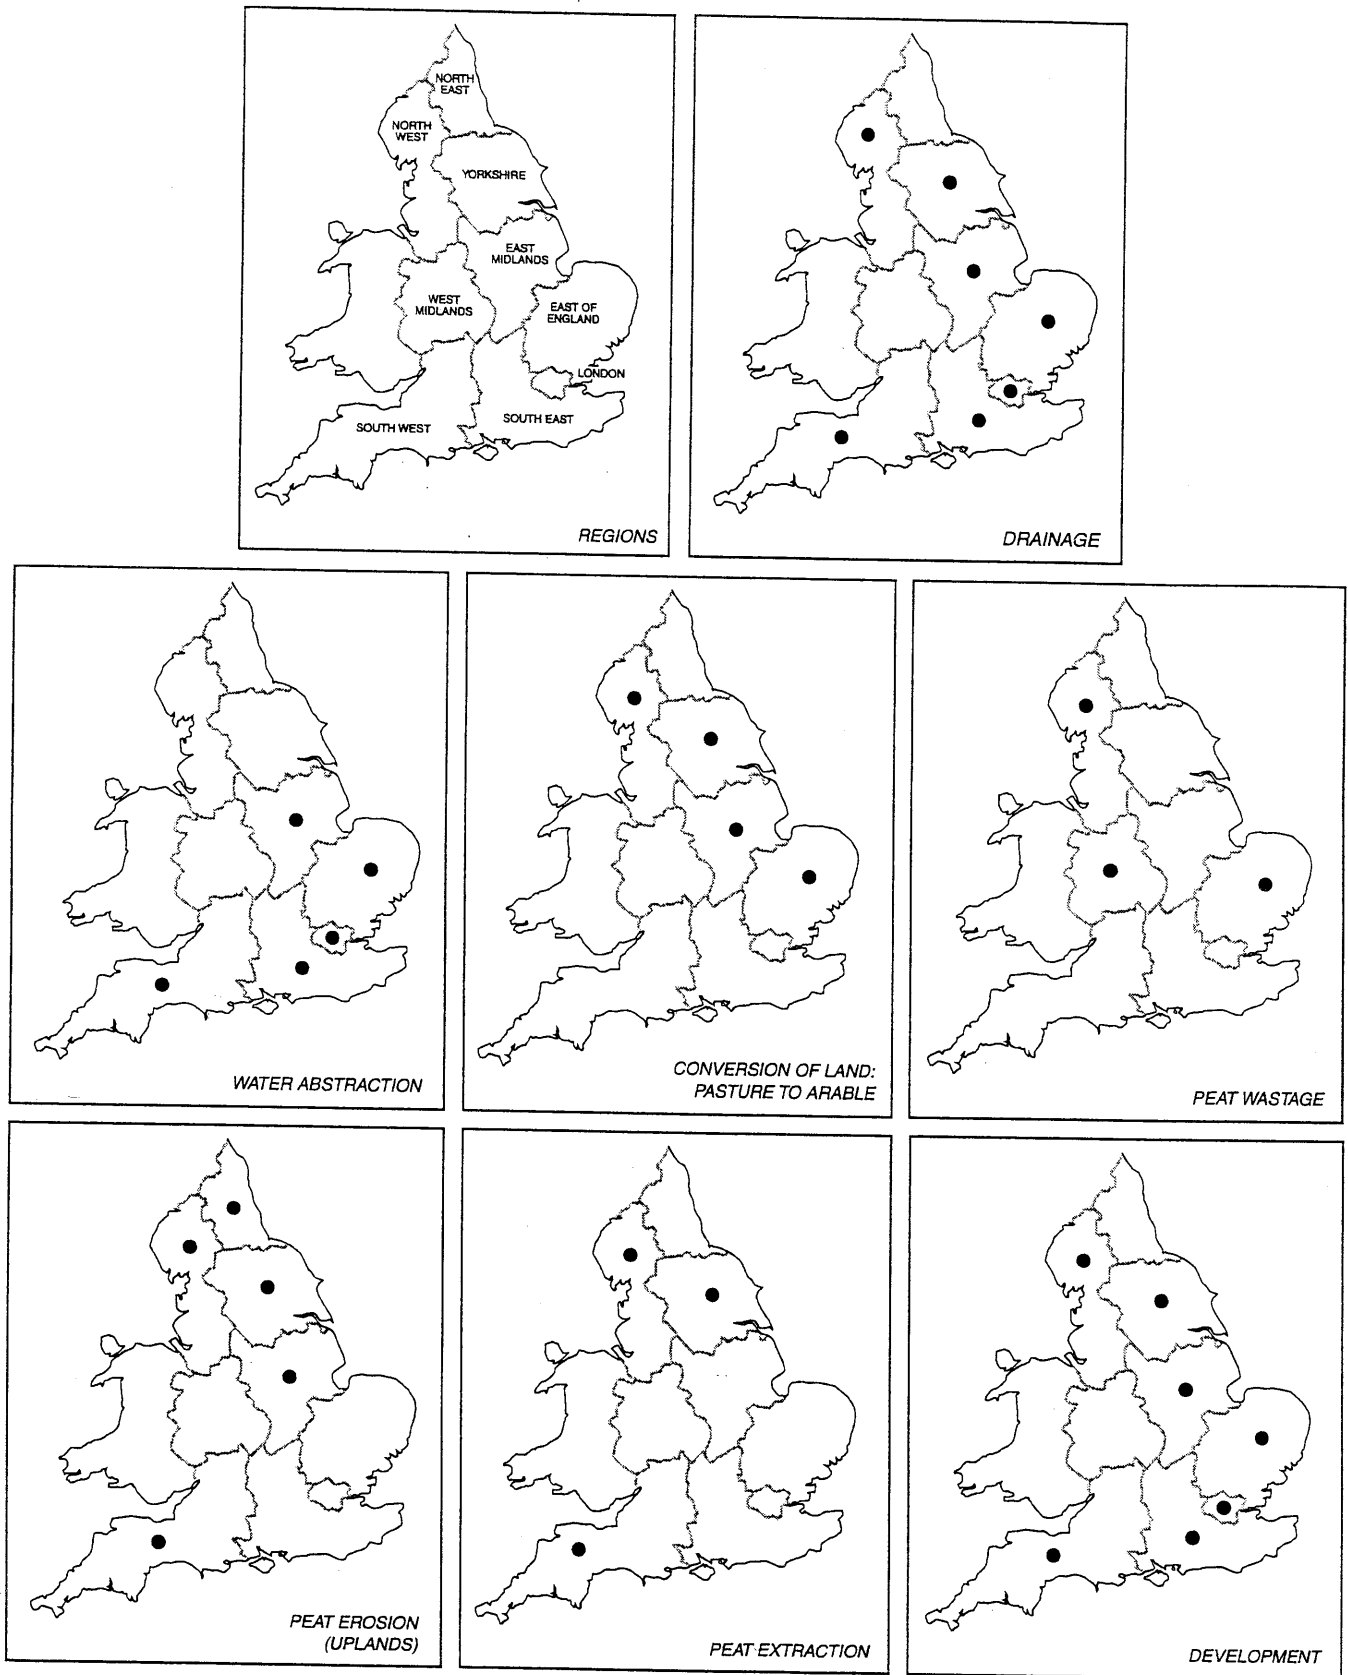 NORTH
EAST
NORTH
WEST
YORKSHIRE
EAST
MIDLANDS
WEST
MIDLANDS
EAST OF
ENGLAND
LONDON
SOUTH EAST
SOUTH WEST
REGIONS
DRAINAGE
WATER ABSTRACTION
CONVERSION OF LAND:
PASTURE TO ARABLE
PEAT WASTAGE
PEAT EROSION
(UPLANDS)
PEAT EXTRACTION
DEVELOPMENT